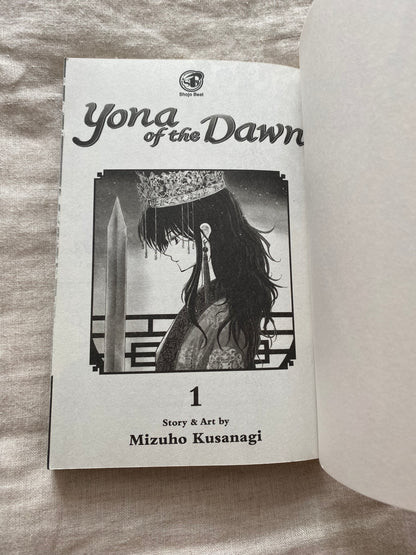 Shojo Beat
Yona
of the Dawn
1
Story & Art by
Mizuho Kusanagi